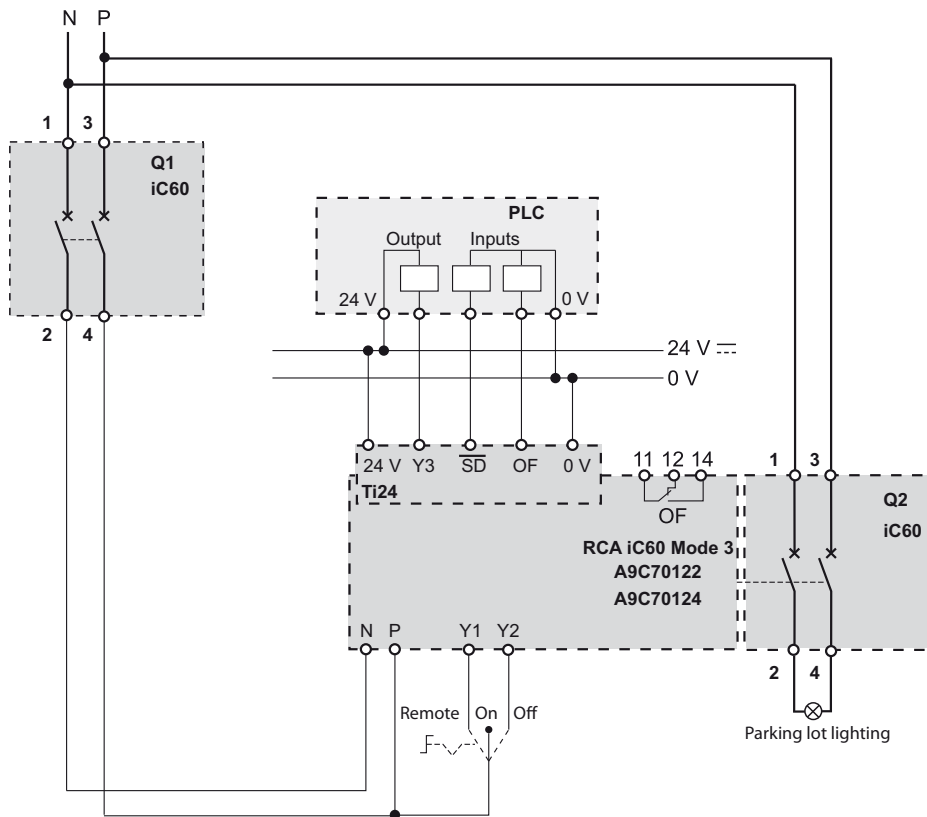 N P
1 3
Q1
iC60
2 4
PLC
Output Inputs
24 V 0 V
24 V
0 V
24 V Y3 SD OF 0 V
Ti24
11 12 14
OF
RCA iC60 Mode 3
A9C70122
A9C70124
N P Y1 Y2
Remote On Off
1 3
Q2
iC60
2 4
Parking lot lighting